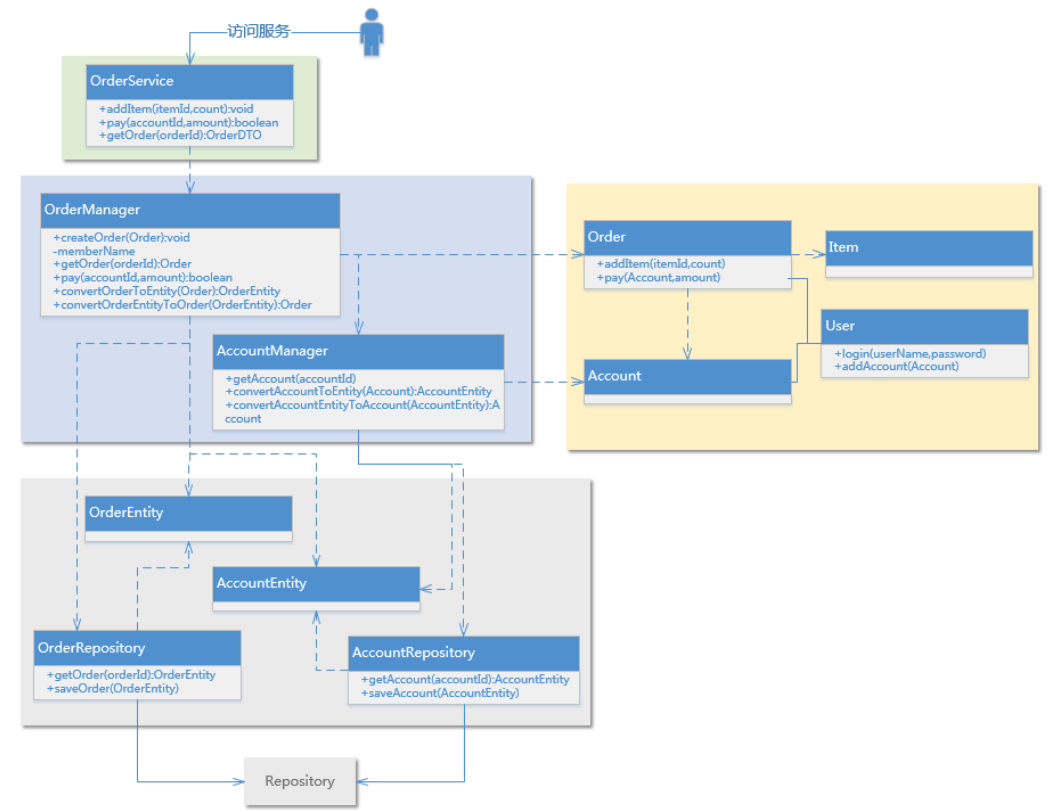 访问服务
OrderService
+addItem(itemId,count):void
+pay(accountId,amount):boolean
+getOrder(orderId):OrderDTO
OrderManager
+createOrder(Order):void
-memberName
+getOrder(orderId):Order
+pay(accountId,amount):boolean
+convertOrderToEntity(Order):OrderEntity
+convertOrderEntityToOrder(OrderEntity):Order
AccountManager
+getAccount(accountId)
+convertAccountToEntity(Account):AccountEntity
+convertAccountEntityToAccount(AccountEntity):A
ccount
Order
+addItem(itemId,count)
+pay(Account,amount)
Item
User
+login(userName,password)
+addAccount(Account)
Account
OrderEntity
AccountEntity
OrderRepository
+getOrder(orderId):OrderEntity
+saveOrder(OrderEntity)
AccountRepository
+getAccount(accountId):AccountEntity
+saveAccount(AccountEntity)
Repository